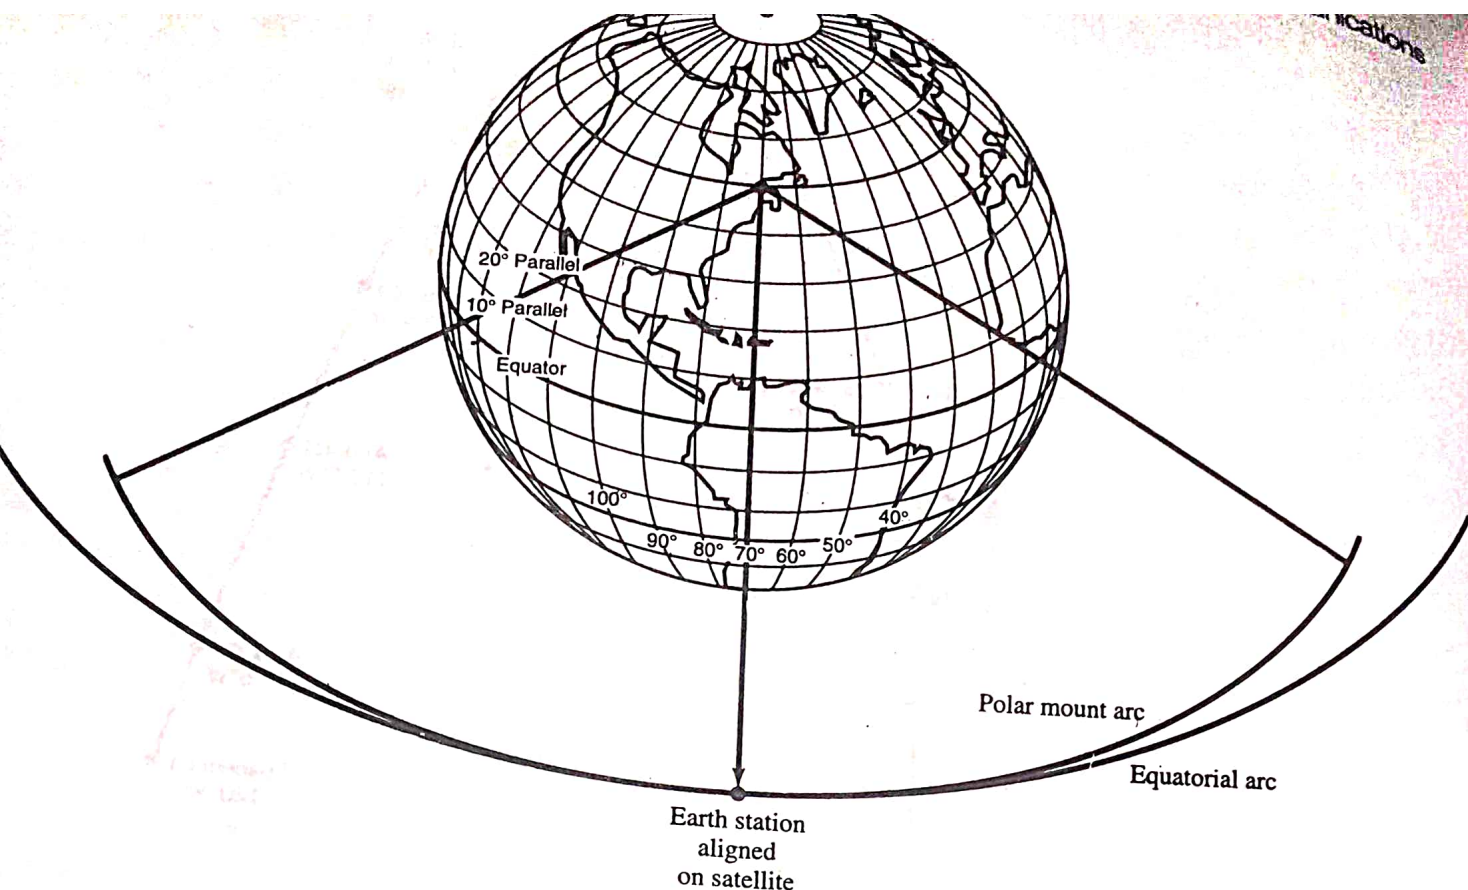 20° Parallel
10° Parallel
Equator
100°
90° 80° 70° 60° 50° 40°
Polar mount arc
Equatorial arc
Earth station
aligned
on satellite